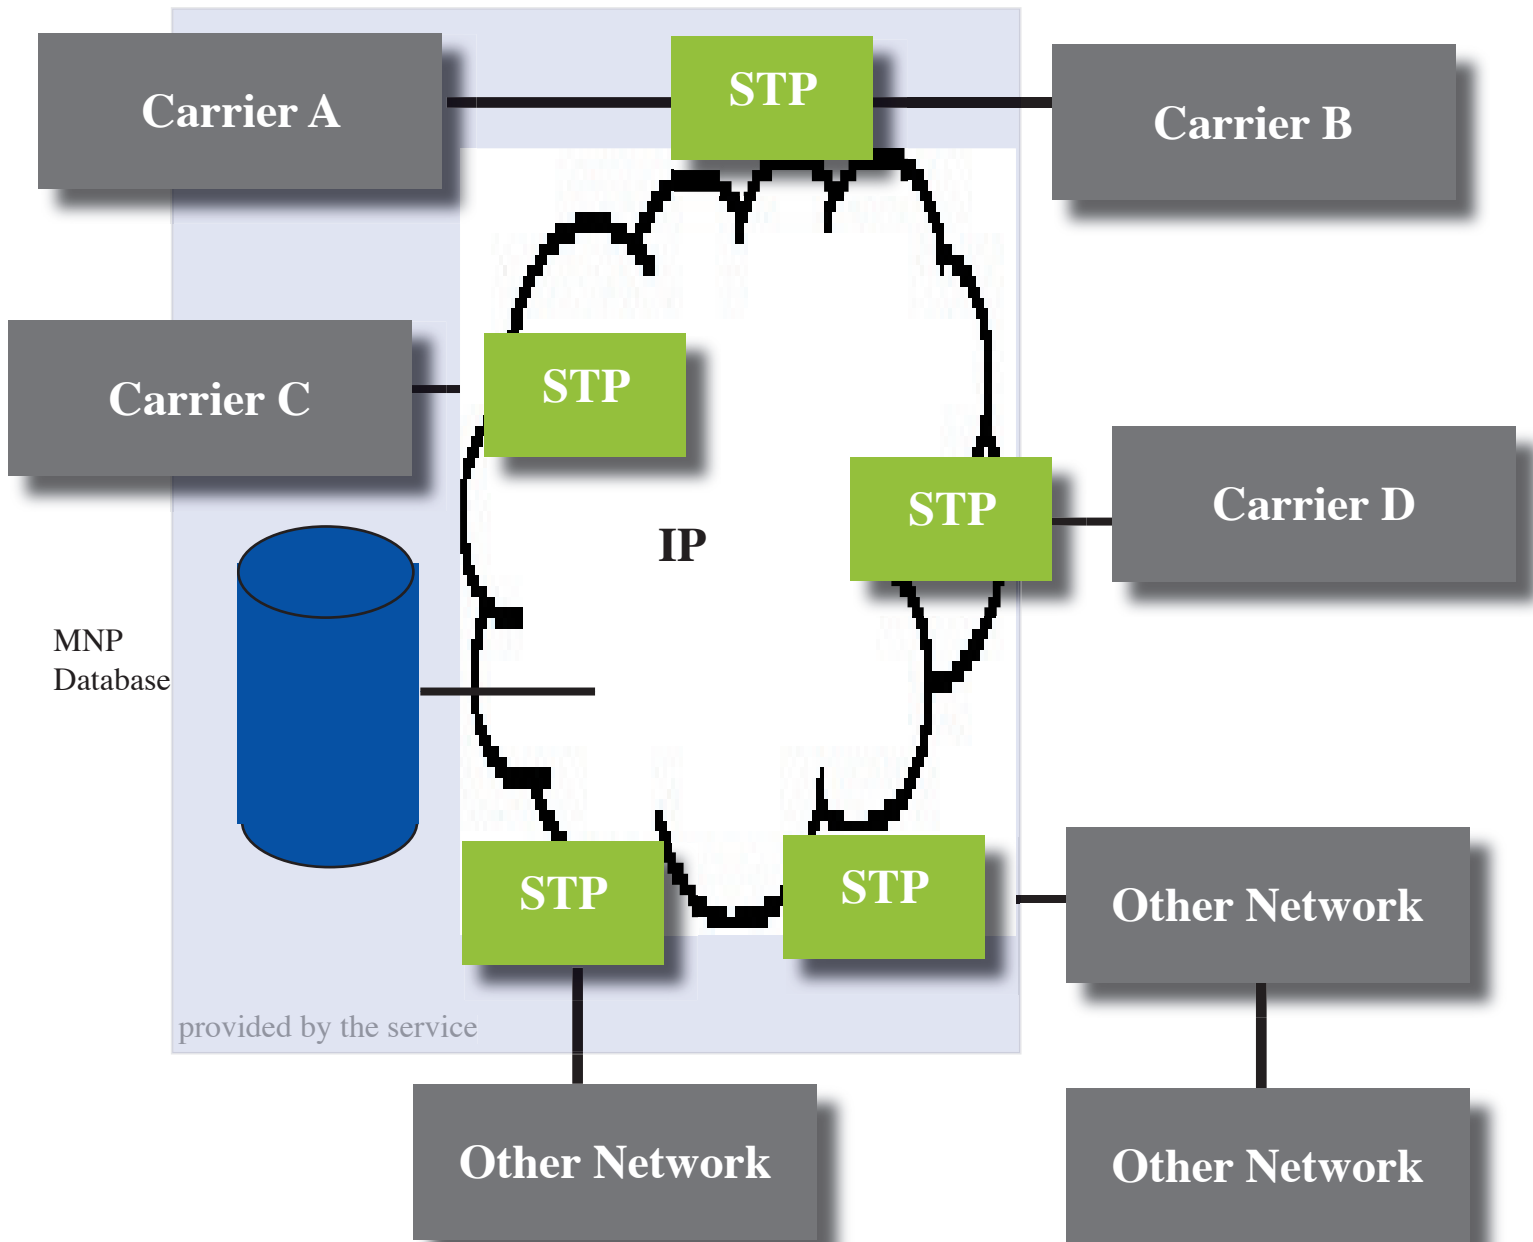 STP
Carrier A
Carrier B
STP
Carrier C
STP
Carrier D
IP
MNP
Database
STP
STP
Other Network
provided by the service
Other Network
Other Network